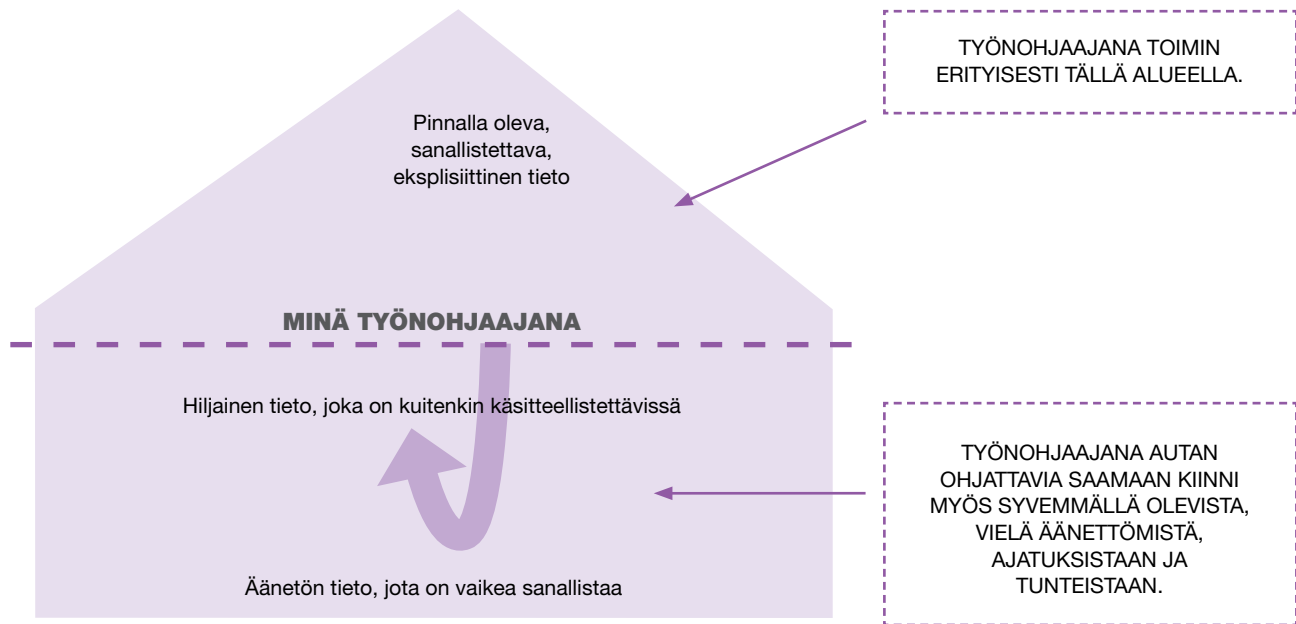 TYÖNOHJAAJANA TOIMIN
ERITYISESTI TÄLLÄ ALUEELLA.
Pinnalla oleva,
sanallistettava,
eksplisiittinen tieto
MINÄ TYÖNOHJAAJANA
Hiljainen tieto, joka on kuitenkin käsitteellistettävissä
TYÖNOHJAAJANA AUTAN
OHJATTAVIA SAAMAAN KIINNI
MYÖS SYVEMMÄLLÄ OLEVISTA,
VIELÄ ÄÄNETTÖMISTÄ,
AJATUKSISTAAN JA
TUNTEISTAAN.
Äänetön tieto, jota on vaikea sanallistaa